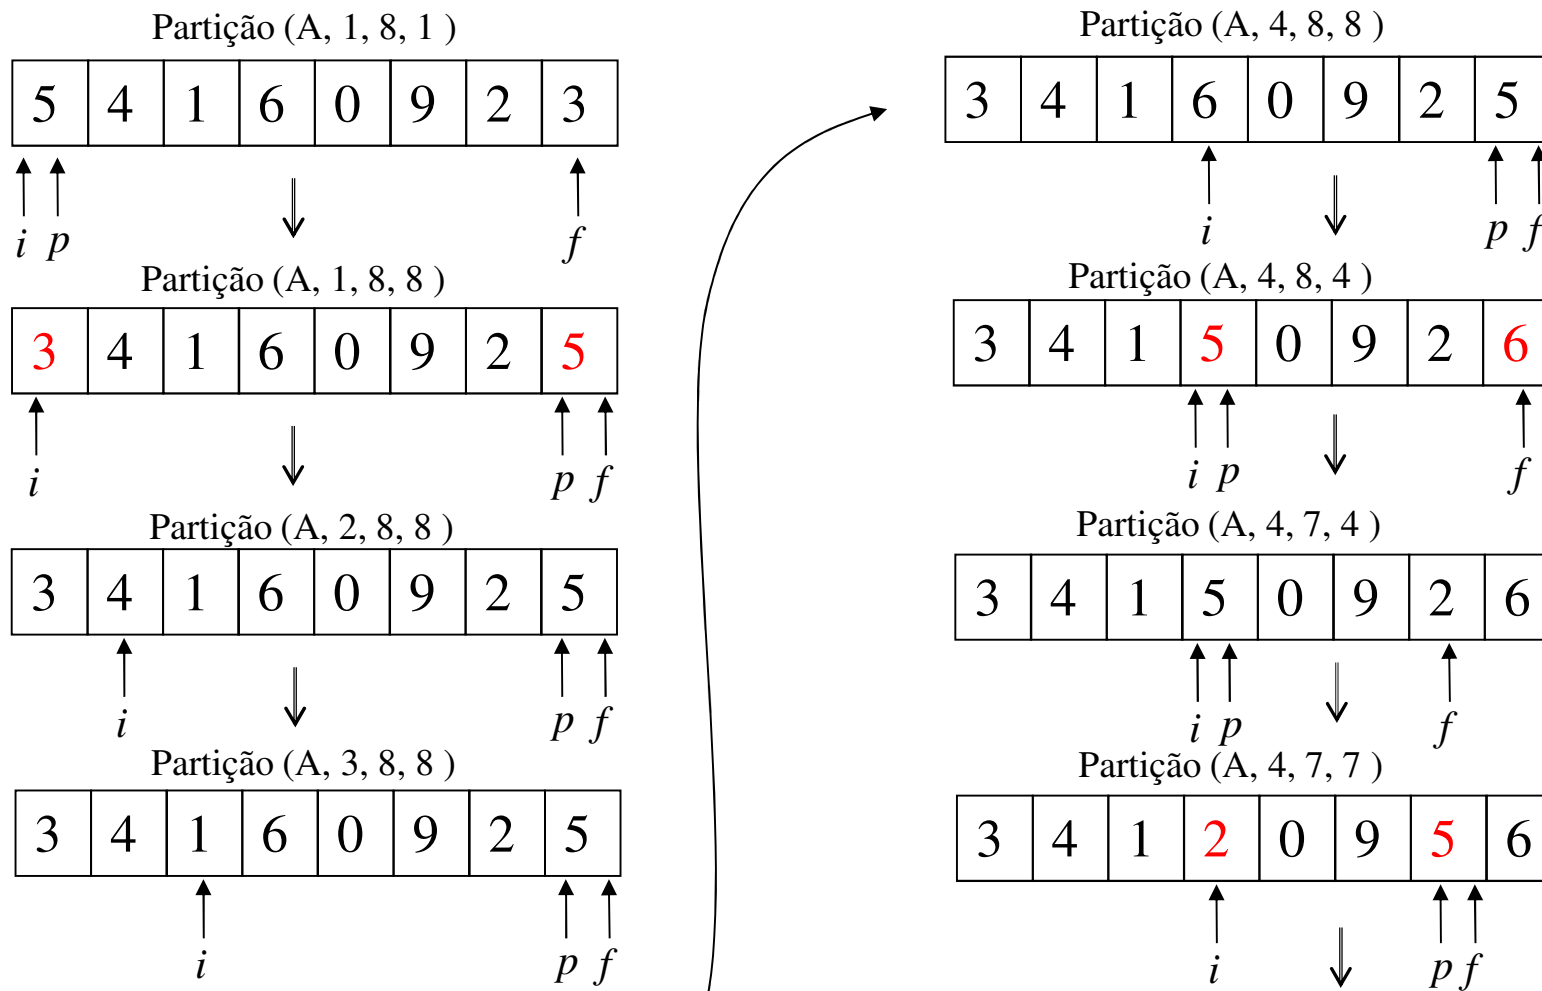 Partição (A, 1, 8, 1 )
5 4 1 6 0 9 2 3
i p f
Partição (A, 1, 8, 8 )
3 4 1 6 0 9 2 5
i p f
Partição (A, 2, 8, 8 )
3 4 1 6 0 9 2 5
i p f
Partição (A, 3, 8, 8 )
3 4 1 6 0 9 2 5
i p f
Partição (A, 4, 8, 8 )
3 4 1 6 0 9 2 5
i p f
Partição (A, 4, 8, 4 )
3 4 1 5 0 9 2 6
i p f
Partição (A, 4, 7, 4 )
3 4 1 5 0 9 2 6
i p f
Partição (A, 4, 7, 7 )
3 4 1 2 0 9 5 6
i p f